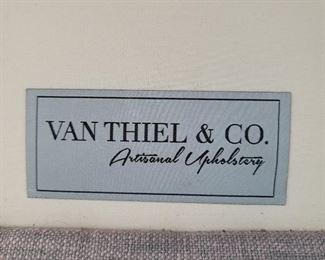 VAN THIEL & CO.
Artisanal Upholstery